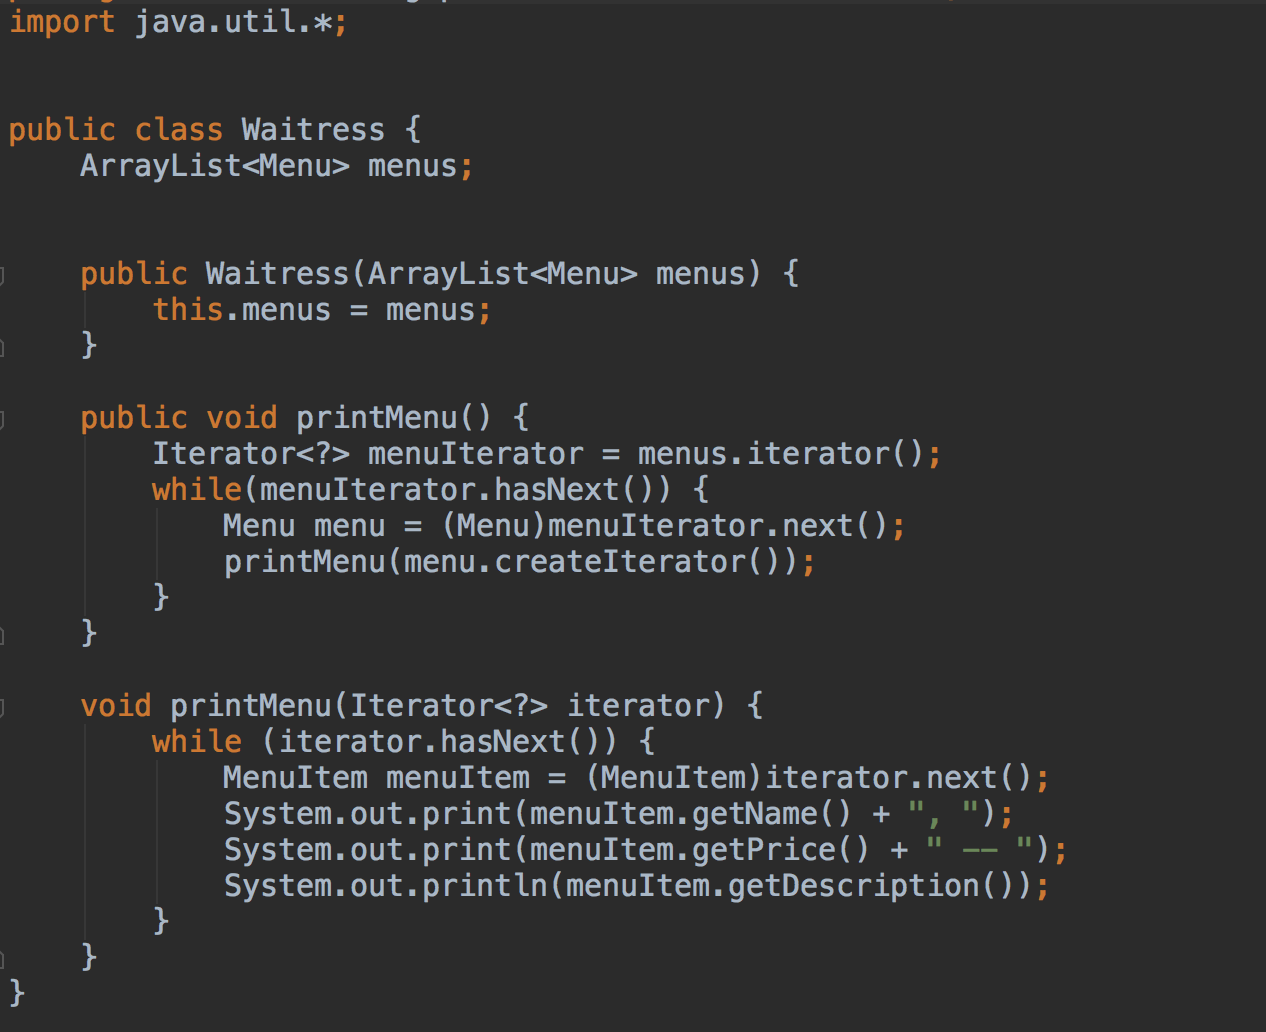 import java.util.*;
public class Waitress {
    ArrayList<Menu> menus;
    public Waitress(ArrayList<Menu> menus) {
        this.menus = menus;
    }
    public void printMenu() {
        Iterator<?> menuIterator = menus.iterator();
        while(menuIterator.hasNext()) {
            Menu menu = (Menu)menuIterator.next();
            printMenu(menu.createIterator());
        }
    }
    void printMenu(Iterator<?> iterator) {
        while (iterator.hasNext()) {
            MenuItem menuItem = (MenuItem)iterator.next();
            System.out.print(menuItem.getName() + ", ");
            System.out.print(menuItem.getPrice() + " -- ");
            System.out.println(menuItem.getDescription());
        }
    }
}